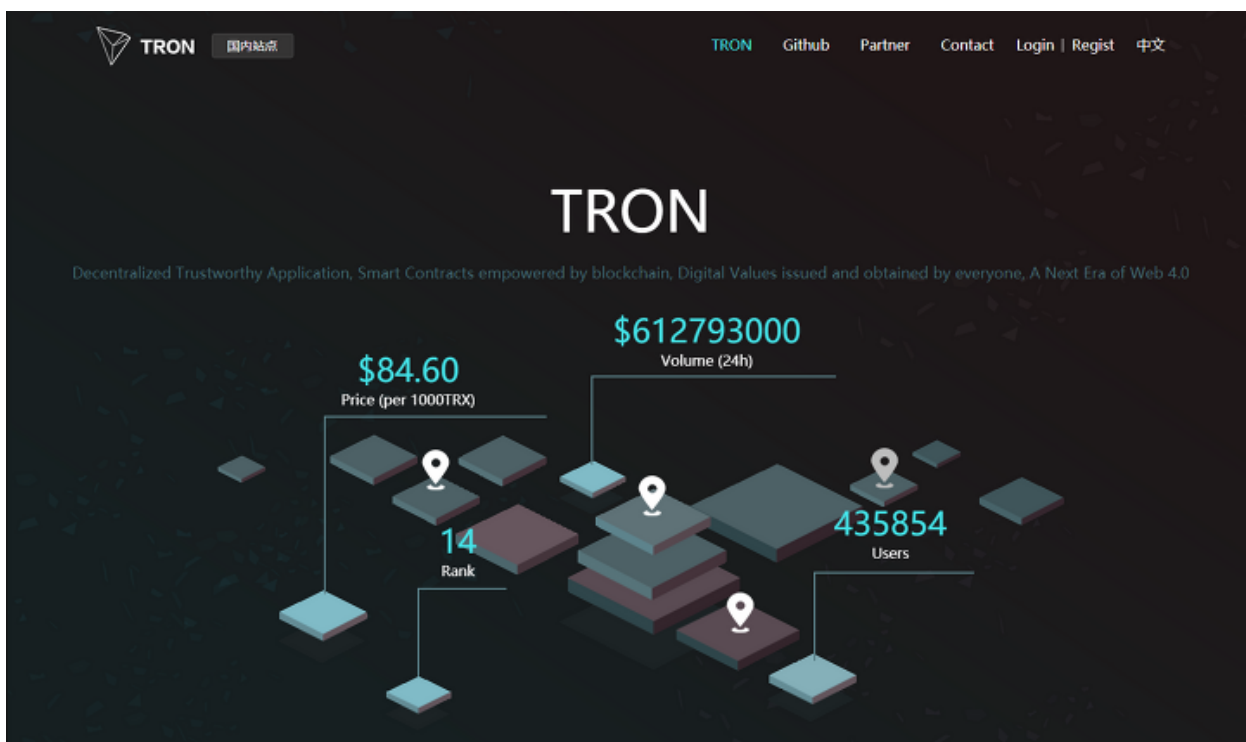 TRON 国内站点 TRON Github Partner Contact Login | Regist 中文
TRON
Decentralized Trustworthy Application, Smart Contracts empowered by blockchain, Digital Values issued and obtained by everyone, A Next Era of Web 4.0
$612793000
Volume (24h)
$84.60
Price (per 1000TRX)
435854
Users
14
Rank